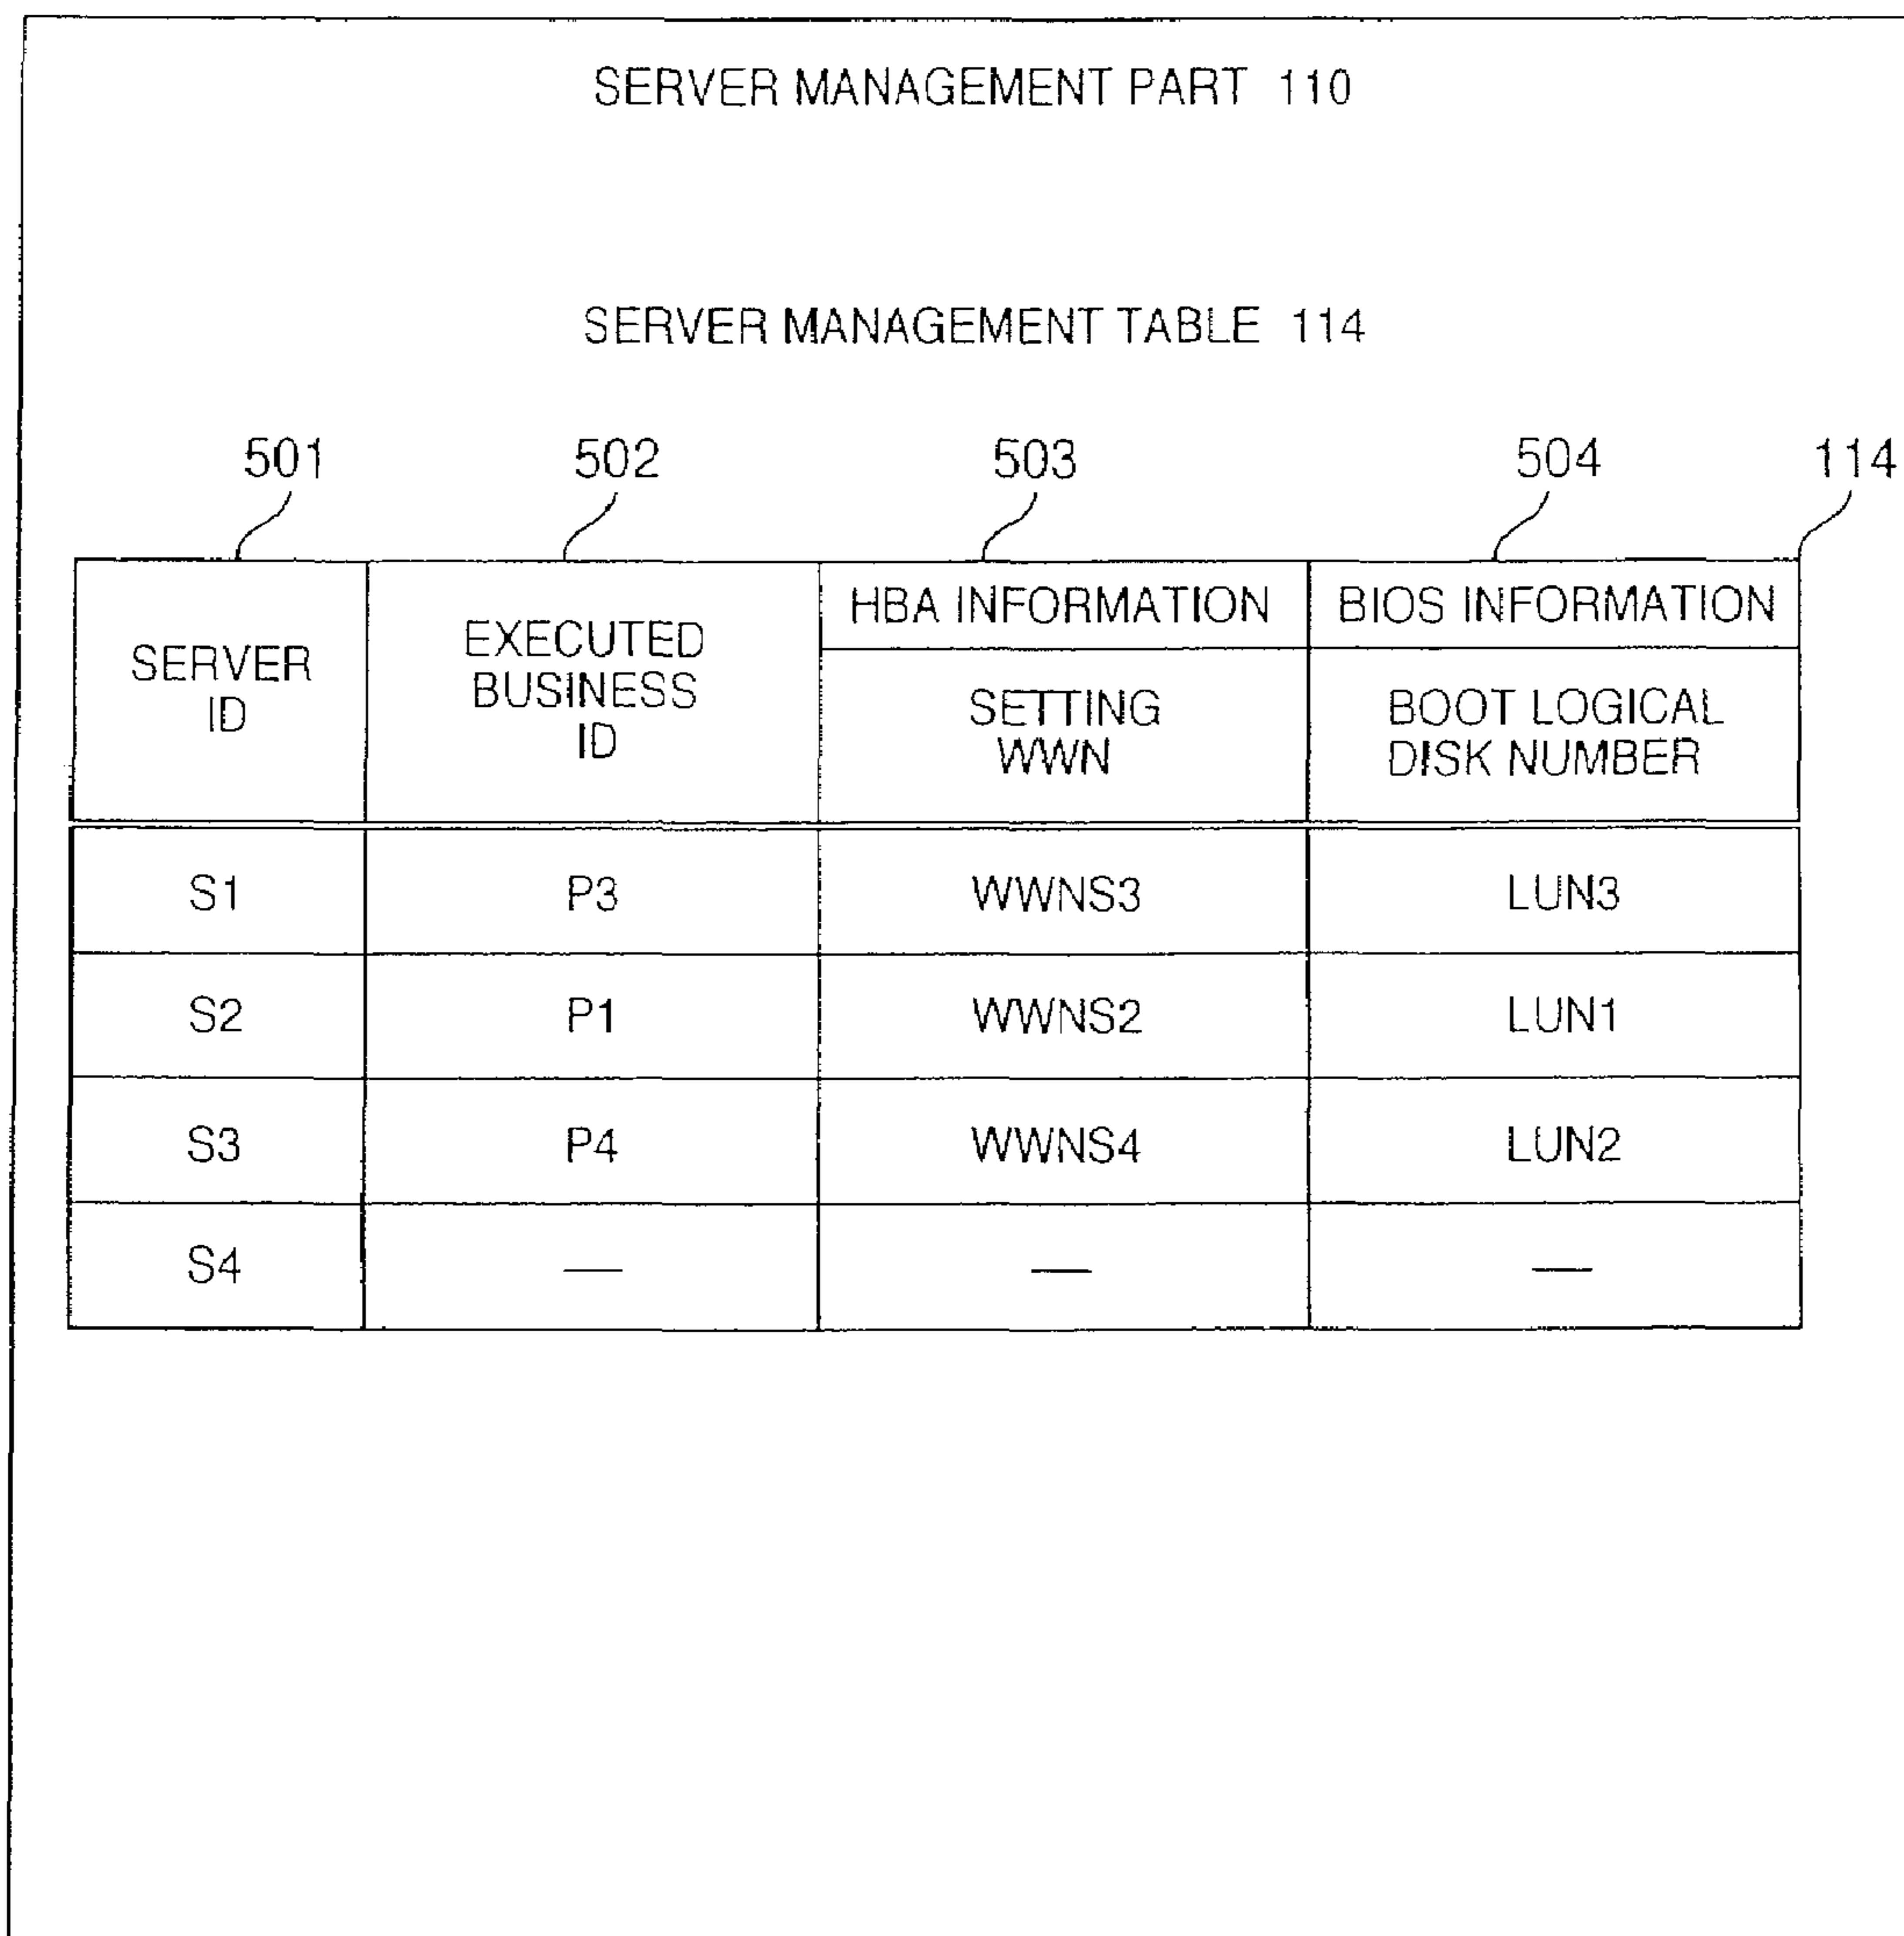 SERVER MANAGEMENT PART 110
SERVER MANAGEMENT TABLE 114
501 502 503 504 114
SERVER
ID
EXECUTED
BUSINESS
ID
HBA INFORMATION
SETTING
WWN
BIOS INFORMATION
BOOT LOGICAL
DISK NUMBER
S1 P3 WWNS3 LUN3
S2 P1 WWNS2 LUN1
S3 P4 WWNS4 LUN2
S4 — — —